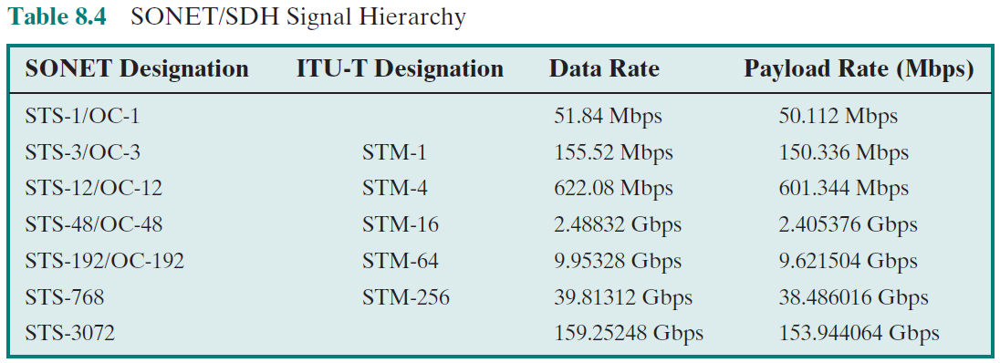 Table 8.4 SONET/SDH Signal Hierarchy
SONET Designation ITU-T Designation Data Rate Payload Rate (Mbps)
STS-1/OC-1 51.84 Mbps 50.112 Mbps
STS-3/OC-3 STM-1 155.52 Mbps 150.336 Mbps
STS-12/OC-12 STM-4 622.08 Mbps 601.344 Mbps
STS-48/OC-48 STM-16 2.48832 Gbps 2.405376 Gbps
STS-192/OC-192 STM-64 9.95328 Gbps 9.621504 Gbps
STS-768 STM-256 39.81312 Gbps 38.486016 Gbps
STS-3072 159.25248 Gbps 153.944064 Gbps